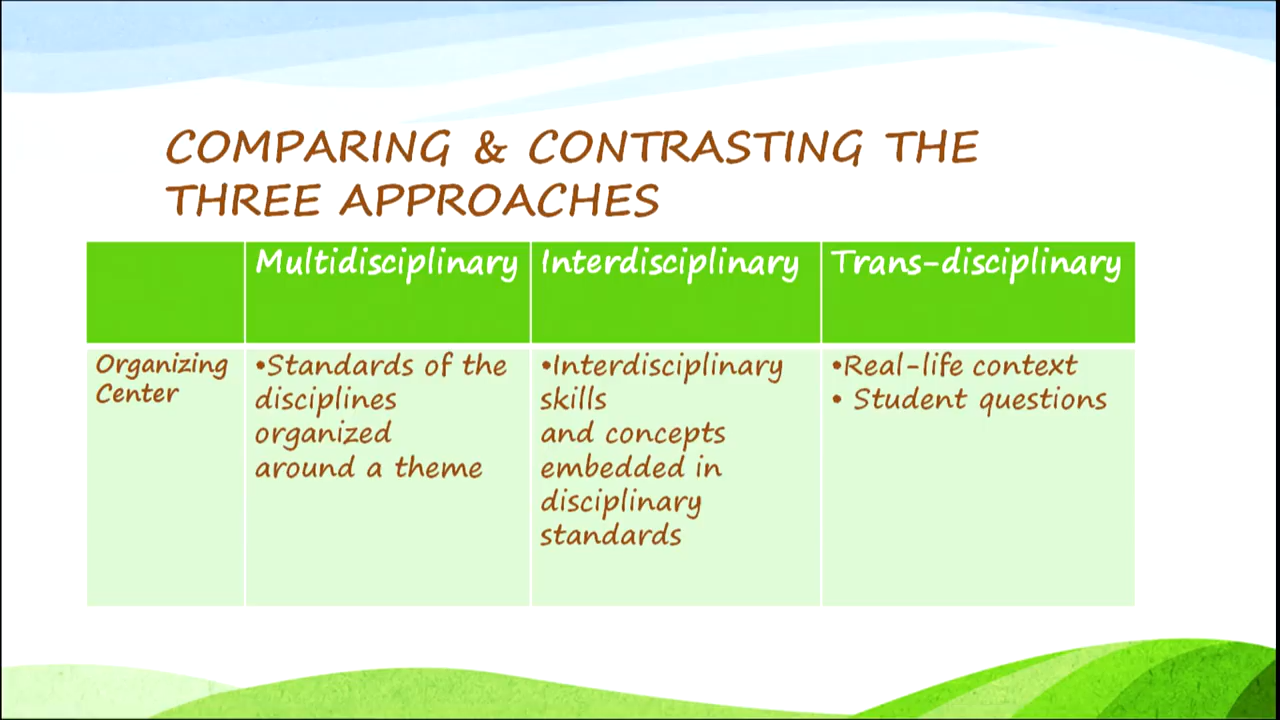 COMPARING & CONTRASTING THE
THREE APPROACHES
Multidisciplinary
Interdisciplinary
Trans-disciplinary
Organizing
Center
•Standards of the
disciplines
organized
around a theme
•Interdisciplinary
skills
and concepts
embedded in
disciplinary
standards
•Real-life context
• Student questions